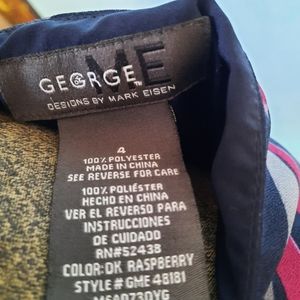 GEORGE ME
DESIGNS BY MARK EISEN
4
100% POLYESTER
MADE IN CHINA
SEE REVERSE FOR CARE
100% POLIÉSTER
HECHO EN CHINA
VER EL REVERSO PARA
INSTRUCCIONES
DE CUIDADO
RN#52438
COLOR: DK RASPBERRY
STYLE # GME 48181